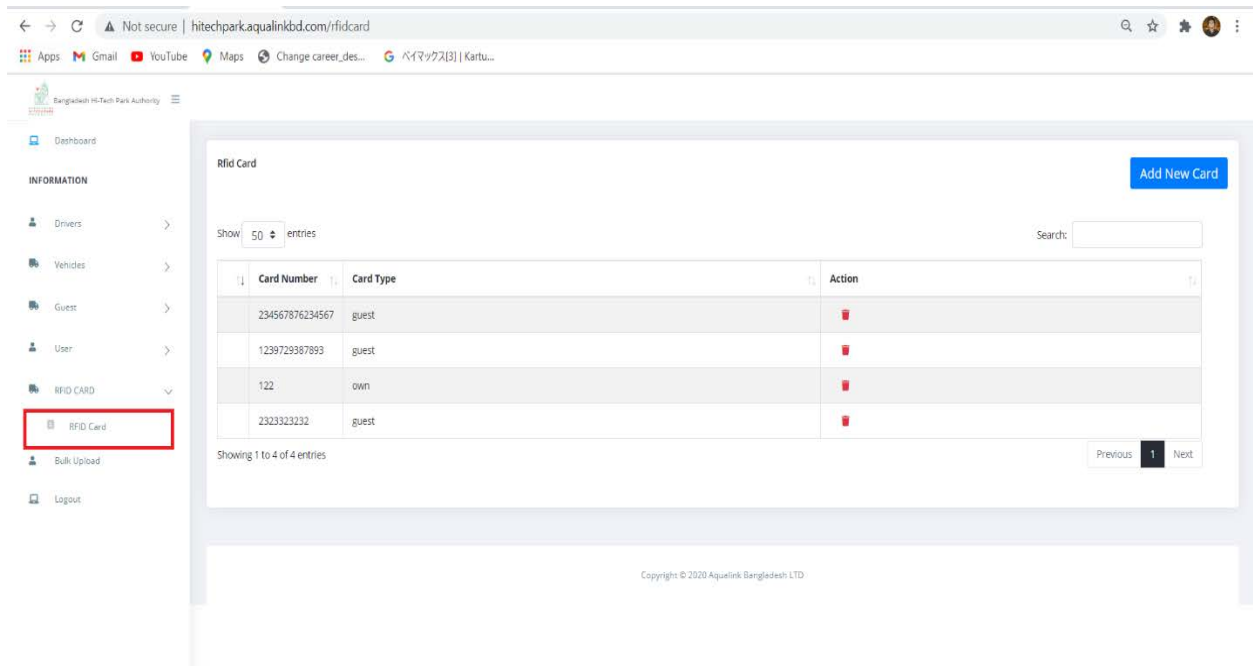 Not secure | hitechpark.aqualinkbd.com/rfidcard
Apps Gmail YouTube Maps Change career_des... ベイマックス[3] | Kartu...
Bangladesh Hi-Tech Park Authority
Dashboard
INFORMATION
Drivers
Vehicles
Guest
User
RFID CARD
RFID Card
Bulk Upload
Logout
Rfid Card
Add New Card
Show 50 entries
Search:
Card Number Card Type Action
234567876234567 guest
1239729387893 guest
122 own
2323323232 guest
Showing 1 to 4 of 4 entries
Previous 1 Next
Copyright © 2020 Aqualink Bangladesh LTD